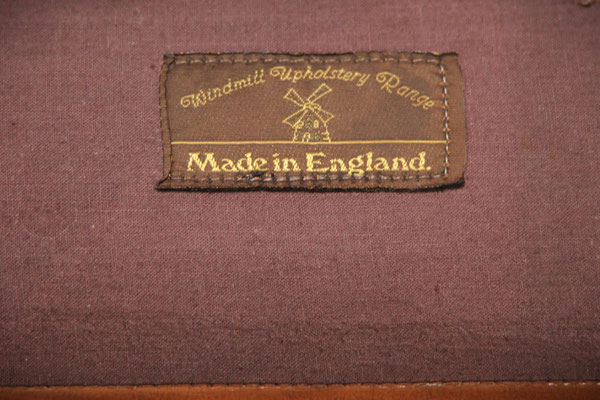 Windmill Upholstery Range
Made in England.